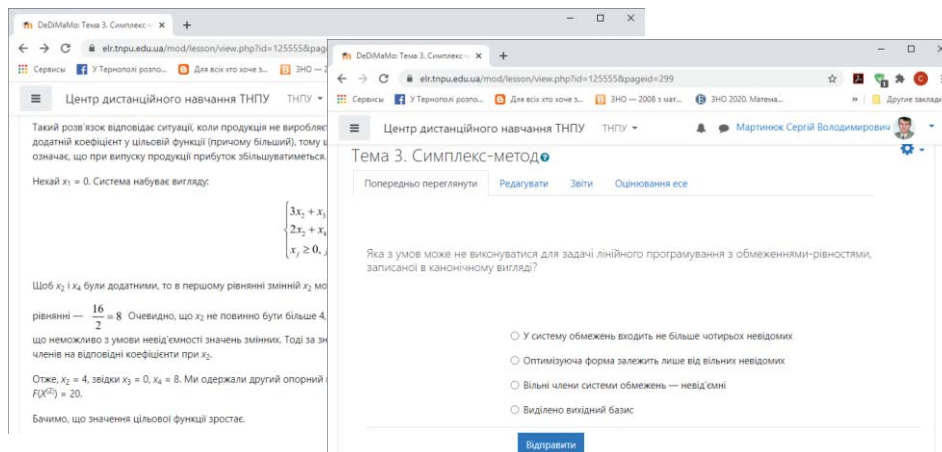 DeDiMaMo: Тема 3. Симплекс-
elr.tnpu.edu.ua/mod/lesson/view.php?id=125555&pag
Сервисы У Тернополі розпо... Для всіх хто хоче з... ЗНО — 2
Центр дистанційного навчання ТНПУ ТНПУ
Такий розв'язок відповідає ситуації, коли продукція не виробляє
додатній коефіцієнт у цільовій функції (причому більший), тому
означає, що при випуску продукції прибуток збільшуватиметься.
Нехай x₁ = 0. Система набуває вигляду:
3x₂ + x₃
2x₂ + x₄
xⱼ ≥ 0,
Щоб x₂ і x₄ були додатними, то в першому рівнянні змінній x₂ мо
рівнянні — 16/2 = 8 Очевидно, що x₂ не повинно бути більше 4,
що неможливо з умови невід'ємності значень змінних. Тоді за зн
членів на відповідні коефіцієнти при x₂.
Отже, x₂ = 4, звідки x₃ = 0, x₄ = 8. Ми одержали другий опорний
F(X⁽²⁾) = 20.
Бачимо, що значення цільової функції зростає.
DeDiMaMo: Тема 3. Симплекс-
elr.tnpu.edu.ua/mod/lesson/view.php?id=125555&pageid=299
Сервисы У Тернополі розпо... Для всіх хто хоче з... ЗНО — 2008 з мат... ЗНО 2020. Матема... » Другие закладки
Центр дистанційного навчання ТНПУ ТНПУ Мартинюк Сергій Володимирович
Тема 3. Симплекс-метод
Попередньо переглянути Редагувати Звіти Оцінювання есе
Яка з умов може не виконуватися для задачі лінійного програмування з обмеженнями-рівностями,
записаної в канонічному вигляді?
У систему обмежень входить не більше чотирьох невідомих
Оптимізуюча форма залежить лише від вільних невідомих
Вільні члени системи обмежень — невід'ємні
Виділено вихідний базис
Відправити